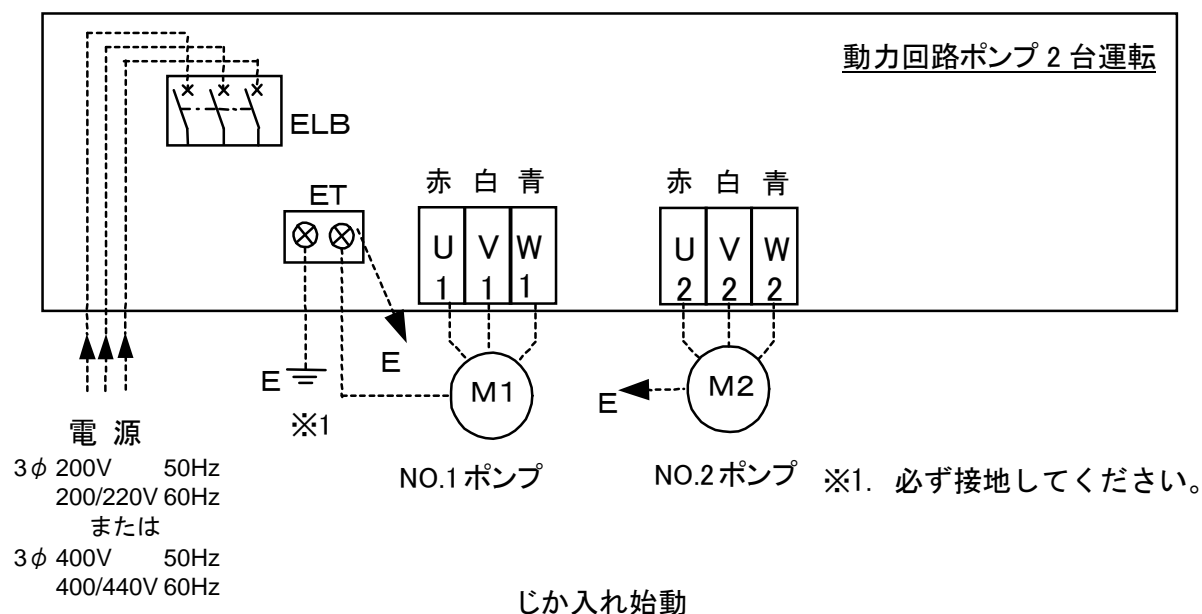 動力回路ポンプ 2 台運転
ELB
ET
赤 白 青
U V W
1 1 1
赤 白 青
U V W
2 2 2
E
E
※1
M1
E
M2
電 源
3φ 200V 50Hz
200/220V 60Hz
または
3φ 400V 50Hz
400/440V 60Hz
NO.1ポンプ
NO.2ポンプ
※1. 必ず接地してください。
じか入れ始動